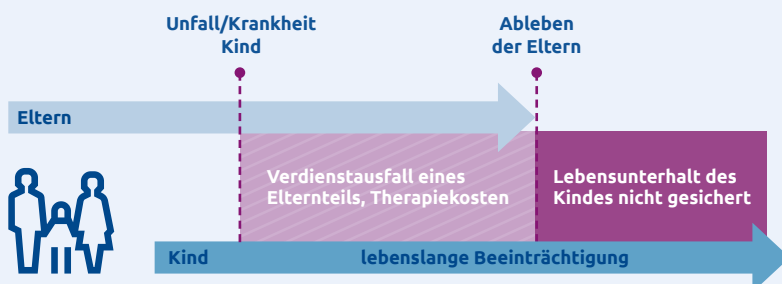 Unfall/Krankheit
Kind
Ableben
der Eltern
Eltern
Verdienstausfall eines
Elternteils, Therapiekosten
Lebensunterhalt des
Kindes nicht gesichert
Kind
lebenslange Beeinträchtigung